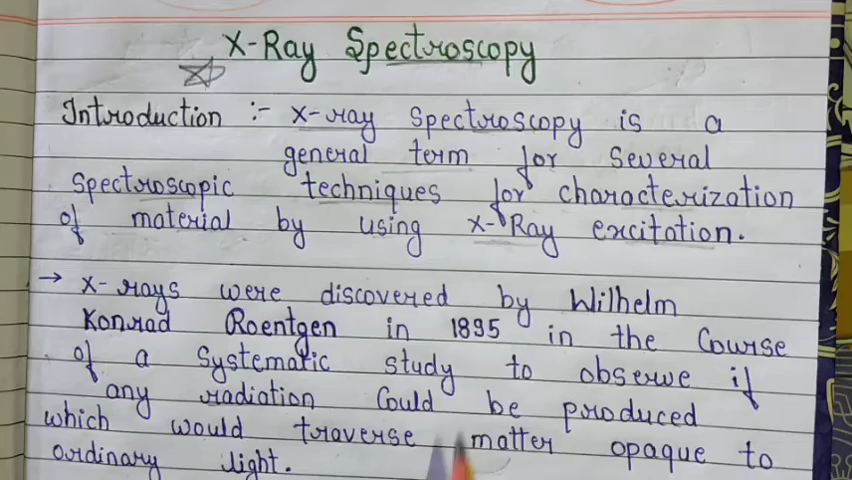 X-Ray Spectroscopy
Introduction :- X-ray Spectroscopy is a
general term for several
Spectroscopic techniques for characterization
of material by using X-Ray excitation.
→ X-rays were discovered by Wilhelm
Konrad Roentgen in 1895 in the Course
of a Systematic study to observe if
any radiation Could be produced
which would traverse matter opaque to
ordinary light.